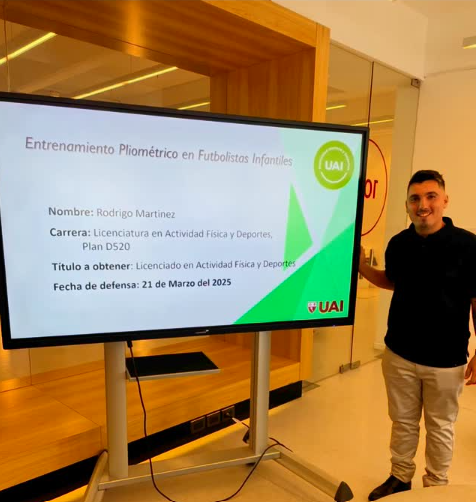 Entrenamiento Pliométrico en Futbolistas Infantiles
UAI
Nombre: Rodrigo Martinez
Carrera: Licenciatura en Actividad Física y Deportes,
Plan D520
Título a obtener: Licenciado en Actividad Física y Deportes
Fecha de defensa: 21 de Marzo del 2025
UAI
10